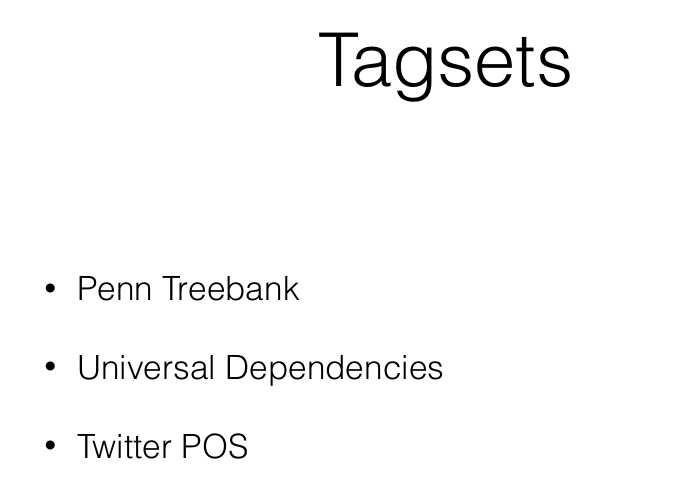 Tagsets
• Penn Treebank
• Universal Dependencies
• Twitter POS